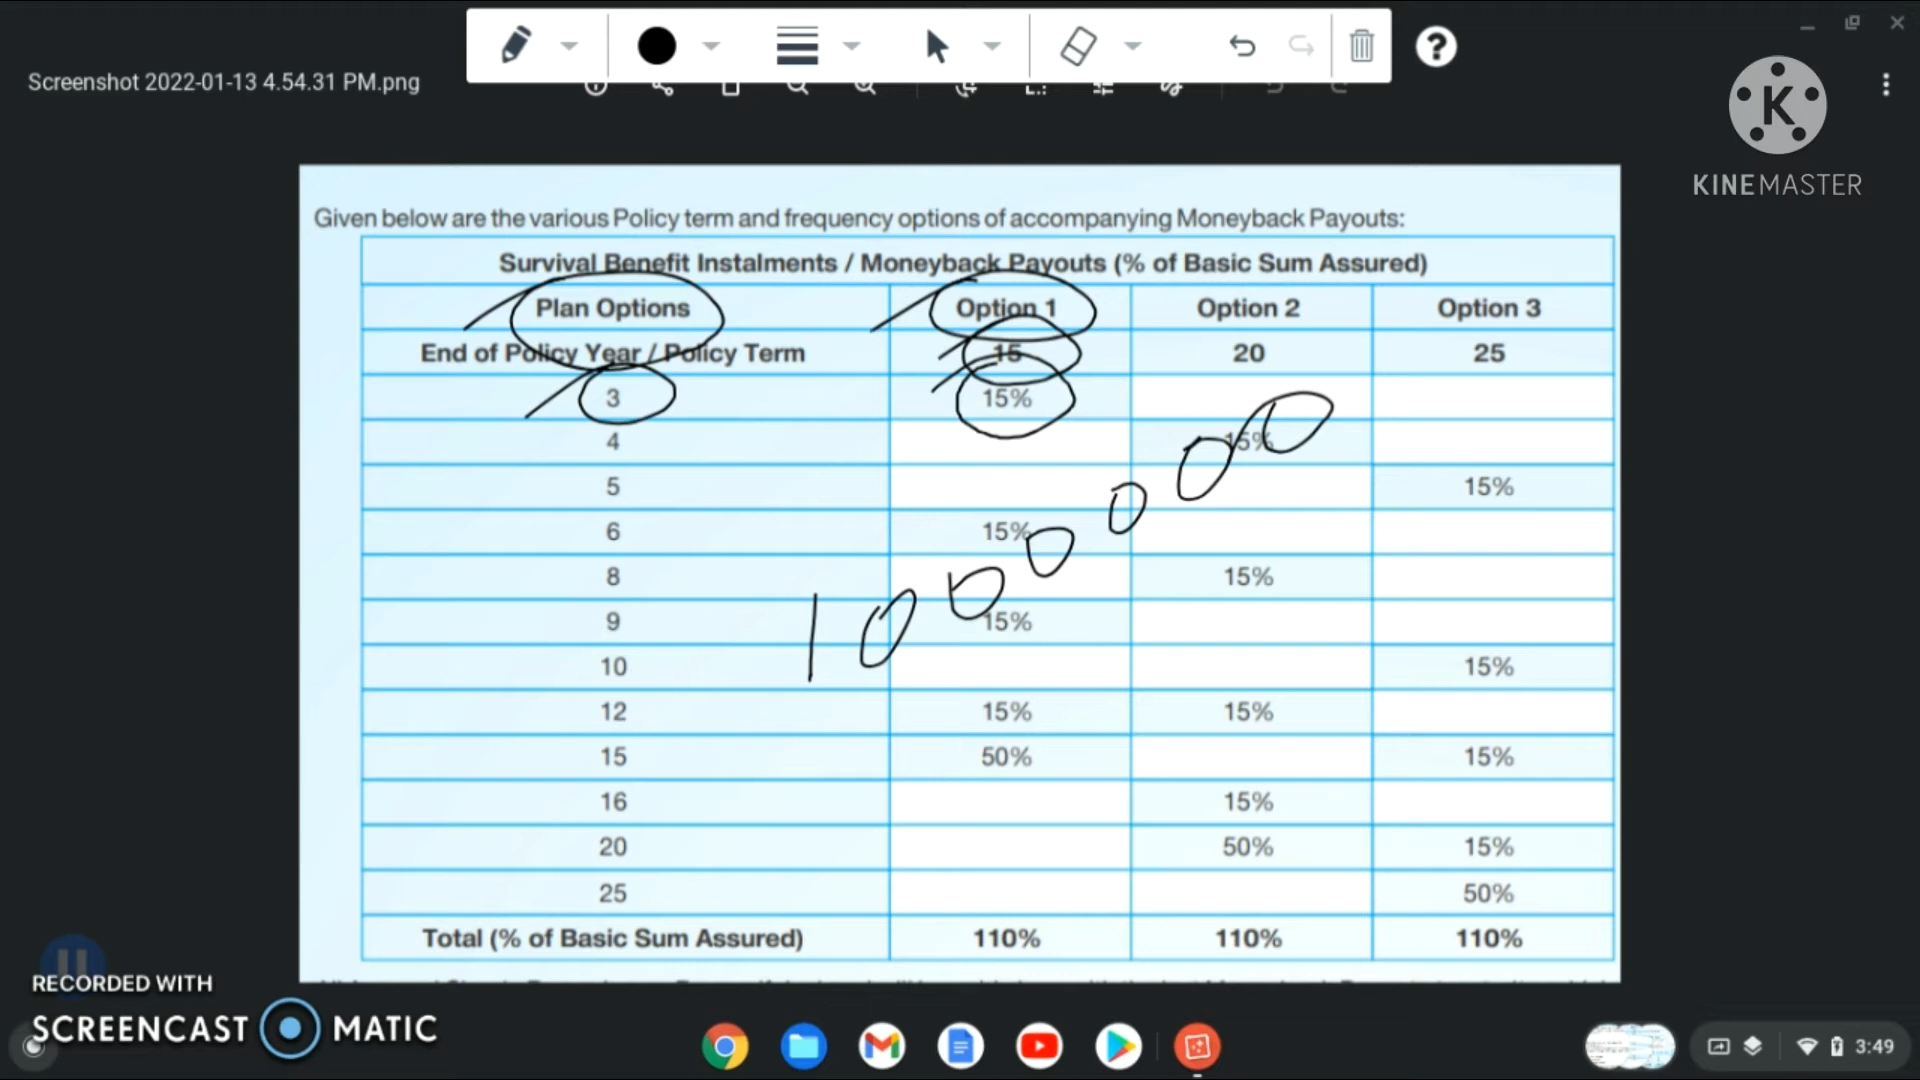 Screenshot 2022-01-13 4.54.31 PM.png
?
K
KINEMASTER
Given below are the various Policy term and frequency options of accompanying Moneyback Payouts:
Survival Benefit Instalments / Moneyback Payouts (% of Basic Sum Assured)
Plan Options Option 1 Option 2 Option 3
End of Policy Year / Policy Term 15 20 25
3 15%
4 15%
5 15%
6 15%
8 15%
9 15%
10 15%
12 15% 15%
15 50% 15%
16 15%
20 50% 15%
25 50%
Total (% of Basic Sum Assured) 110% 110% 110%
1000000
RECORDED WITH
SCREENCAST MATIC
3:49